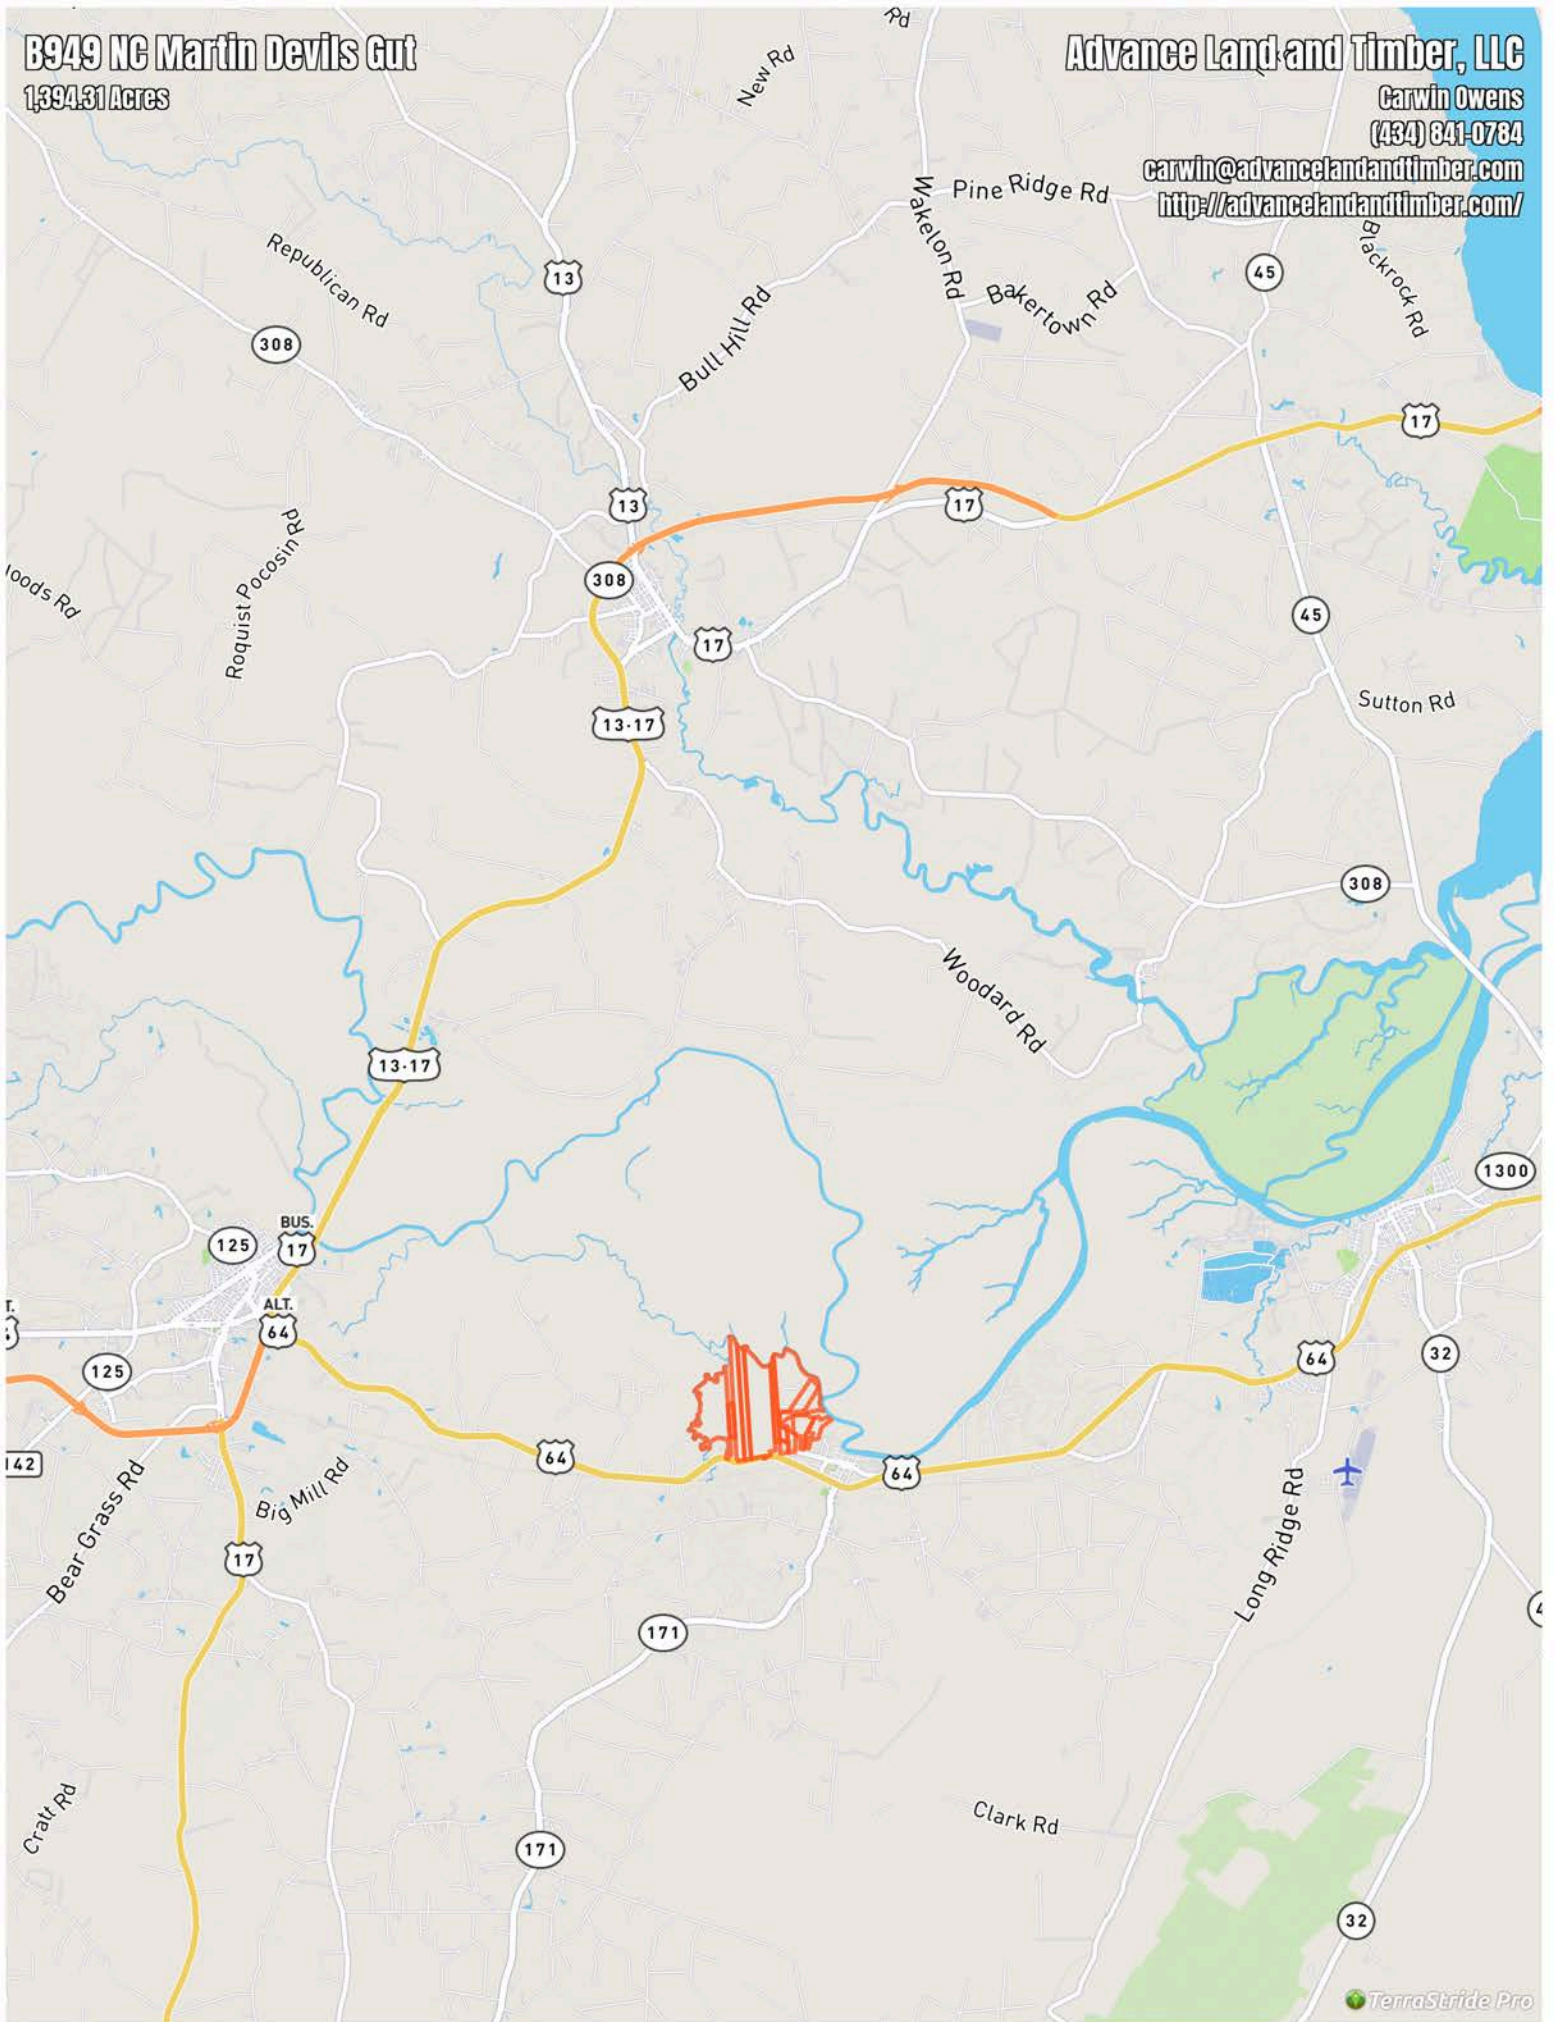 B949 NC Martin Devils Gut
1,394.31 Acres
Advance Land and Timber, LLC
Carwin Owens
(434) 841-0784
carwin@advancelandandtimber.com
http://advancelandandtimber.com/
Rd
New Rd
Pine Ridge Rd
Wakelon Rd
Blackrock Rd
Republican Rd
13
45
Bakertown Rd
Bull Hill Rd
308
17
13
17
Roquist Pocosin Rd
308
oods Rd
45
17
Sutton Rd
13-17
308
Woodard Rd
13-17
1300
BUS.
125
17
T.
ALT.
64
125
64
32
142
64
64
Bear Grass Rd
Big Mill Rd
Long Ridge Rd
17
171
Cratt Rd
Clark Rd
171
32
TerraStride Pro